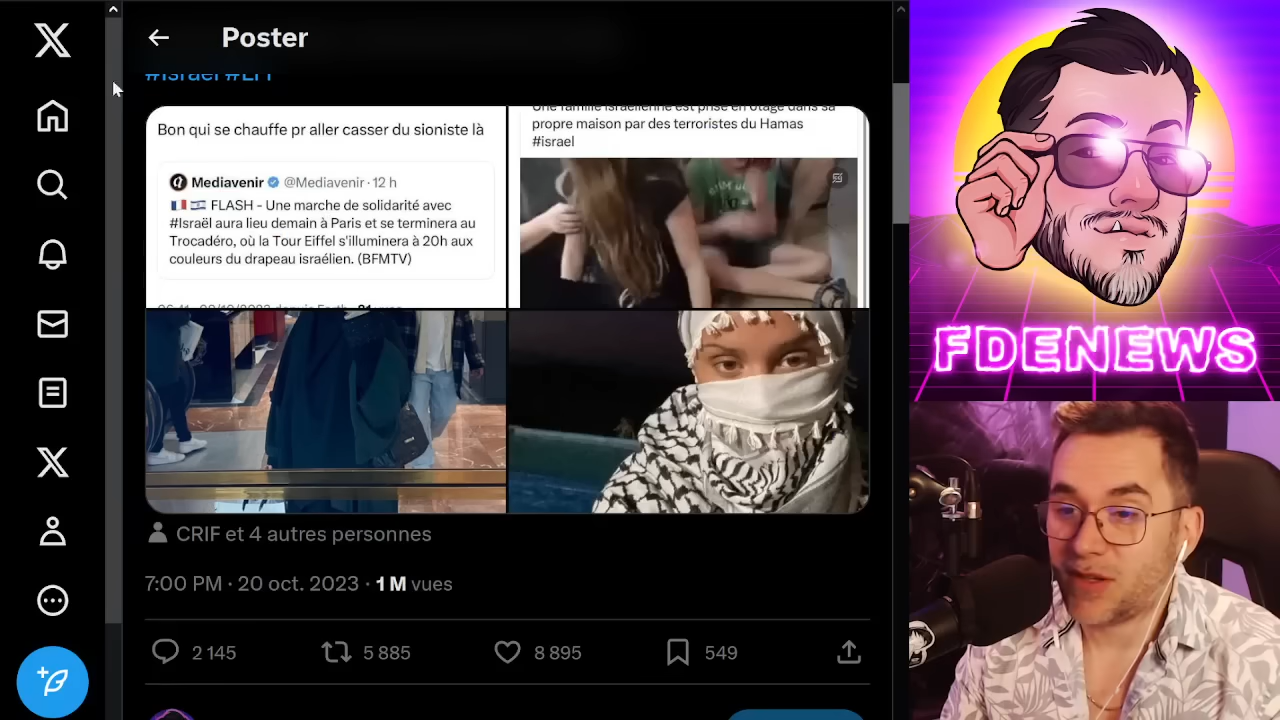 Poster
#Israël #LFI
Bon qui se chauffe pr aller casser du sioniste là
Mediavenir @Mediavenir · 12 h
FLASH - Une marche de solidarité avec
#Israël aura lieu demain à Paris et se terminera au
Trocadéro, où la Tour Eiffel s'illuminera à 20h aux
couleurs du drapeau israélien. (BFMTV)
Une famille israélienne est prise en otage dans sa
propre maison par des terroristes du Hamas
#israel
CRIF et 4 autres personnes
7:00 PM · 20 oct. 2023 · 1 M vues
2 145
5 885
8 895
549
FDENEWS